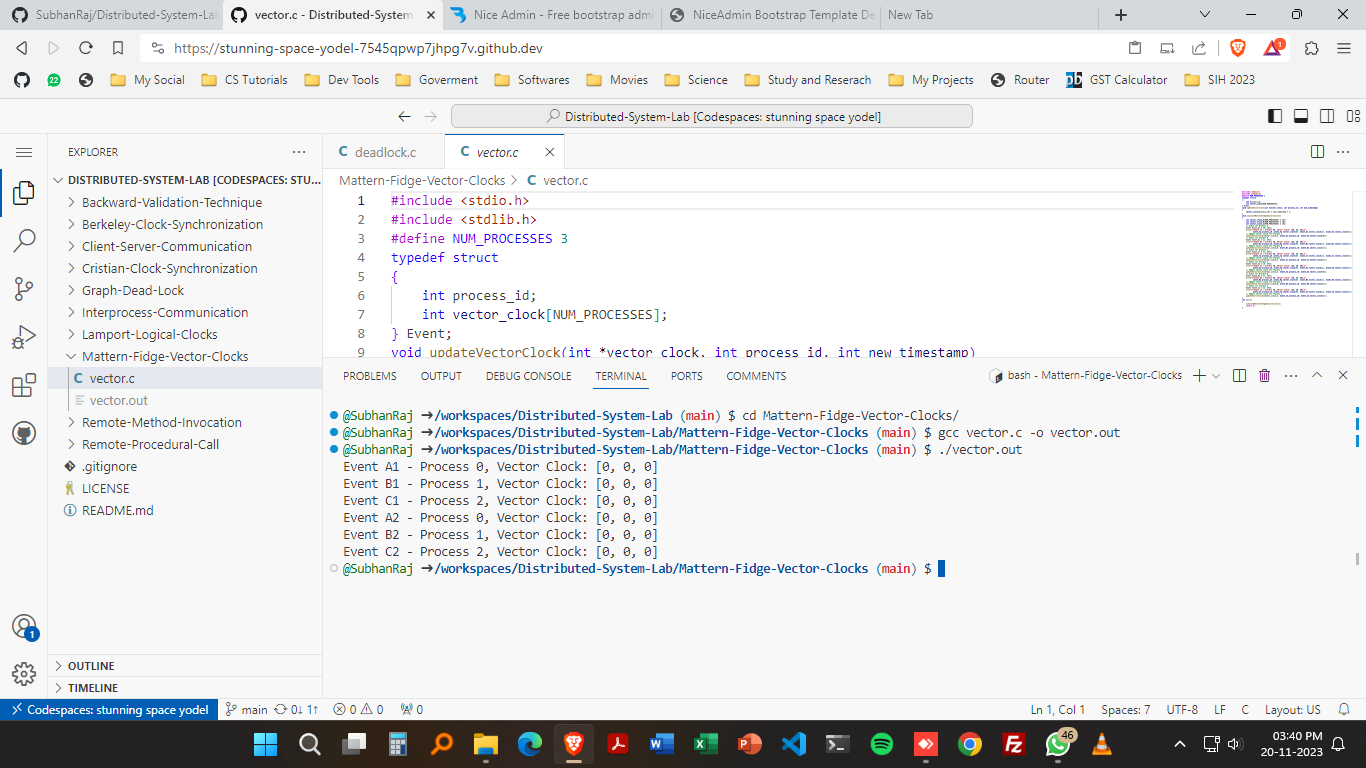 SubhanRaj/Distributed-System-Lab
vector.c - Distributed-System
Nice Admin - Free bootstrap admin
NiceAdmin Bootstrap Template De
New Tab
https://stunning-space-yodel-7545qpwp7jhpg7v.github.dev
1
22
My Social
CS Tutorials
Dev Tools
Goverment
Softwares
Movies
Science
Study and Reserach
My Projects
Router
GST Calculator
SIH 2023
Distributed-System-Lab [Codespaces: stunning space yodel]
EXPLORER
DISTRIBUTED-SYSTEM-LAB [CODESPACES: STU...
Backward-Validation-Technique
Berkeley-Clock-Synchronization
Client-Server-Communication
Cristian-Clock-Synchronization
Graph-Dead-Lock
Interprocess-Communication
Lamport-Logical-Clocks
Mattern-Fidge-Vector-Clocks
C vector.c
vector.out
Remote-Method-Invocation
Remote-Procedural-Call
.gitignore
LICENSE
README.md
OUTLINE
TIMELINE
1
C deadlock.c
C vector.c
Mattern-Fidge-Vector-Clocks > C vector.c
1 #include <stdio.h>
2 #include <stdlib.h>
3 #define NUM_PROCESSES 3
4 typedef struct
5 {
6 int process_id;
7 int vector_clock[NUM_PROCESSES];
8 } Event;
9 void updateVectorClock(int *vector_clock, int process_id, int new_timestamp)
PROBLEMS OUTPUT DEBUG CONSOLE TERMINAL PORTS COMMENTS
bash - Mattern-Fidge-Vector-Clocks
@SubhanRaj ➜/workspaces/Distributed-System-Lab (main) $ cd Mattern-Fidge-Vector-Clocks/
@SubhanRaj ➜/workspaces/Distributed-System-Lab/Mattern-Fidge-Vector-Clocks (main) $ gcc vector.c -o vector.out
@SubhanRaj ➜/workspaces/Distributed-System-Lab/Mattern-Fidge-Vector-Clocks (main) $ ./vector.out
Event A1 - Process 0, Vector Clock: [0, 0, 0]
Event B1 - Process 1, Vector Clock: [0, 0, 0]
Event C1 - Process 2, Vector Clock: [0, 0, 0]
Event A2 - Process 0, Vector Clock: [0, 0, 0]
Event B2 - Process 1, Vector Clock: [0, 0, 0]
Event C2 - Process 2, Vector Clock: [0, 0, 0]
@SubhanRaj ➜/workspaces/Distributed-System-Lab/Mattern-Fidge-Vector-Clocks (main) $
Codespaces: stunning space yodel
main 0↓ 1↑
0 0
0
Ln 1, Col 1
Spaces: 7
UTF-8
LF
C
Layout: US
46
03:40 PM
20-11-2023